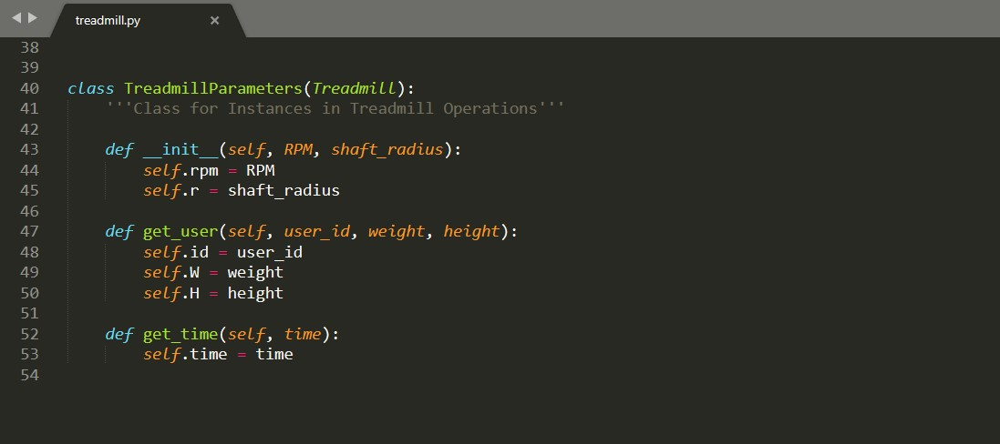 treadmill.py ×
38
39
40 class TreadmillParameters(Treadmill):
41     '''Class for Instances in Treadmill Operations'''
42
43     def __init__(self, RPM, shaft_radius):
44         self.rpm = RPM
45         self.r = shaft_radius
46
47     def get_user(self, user_id, weight, height):
48         self.id = user_id
49         self.W = weight
50         self.H = height
51
52     def get_time(self, time):
53         self.time = time
54